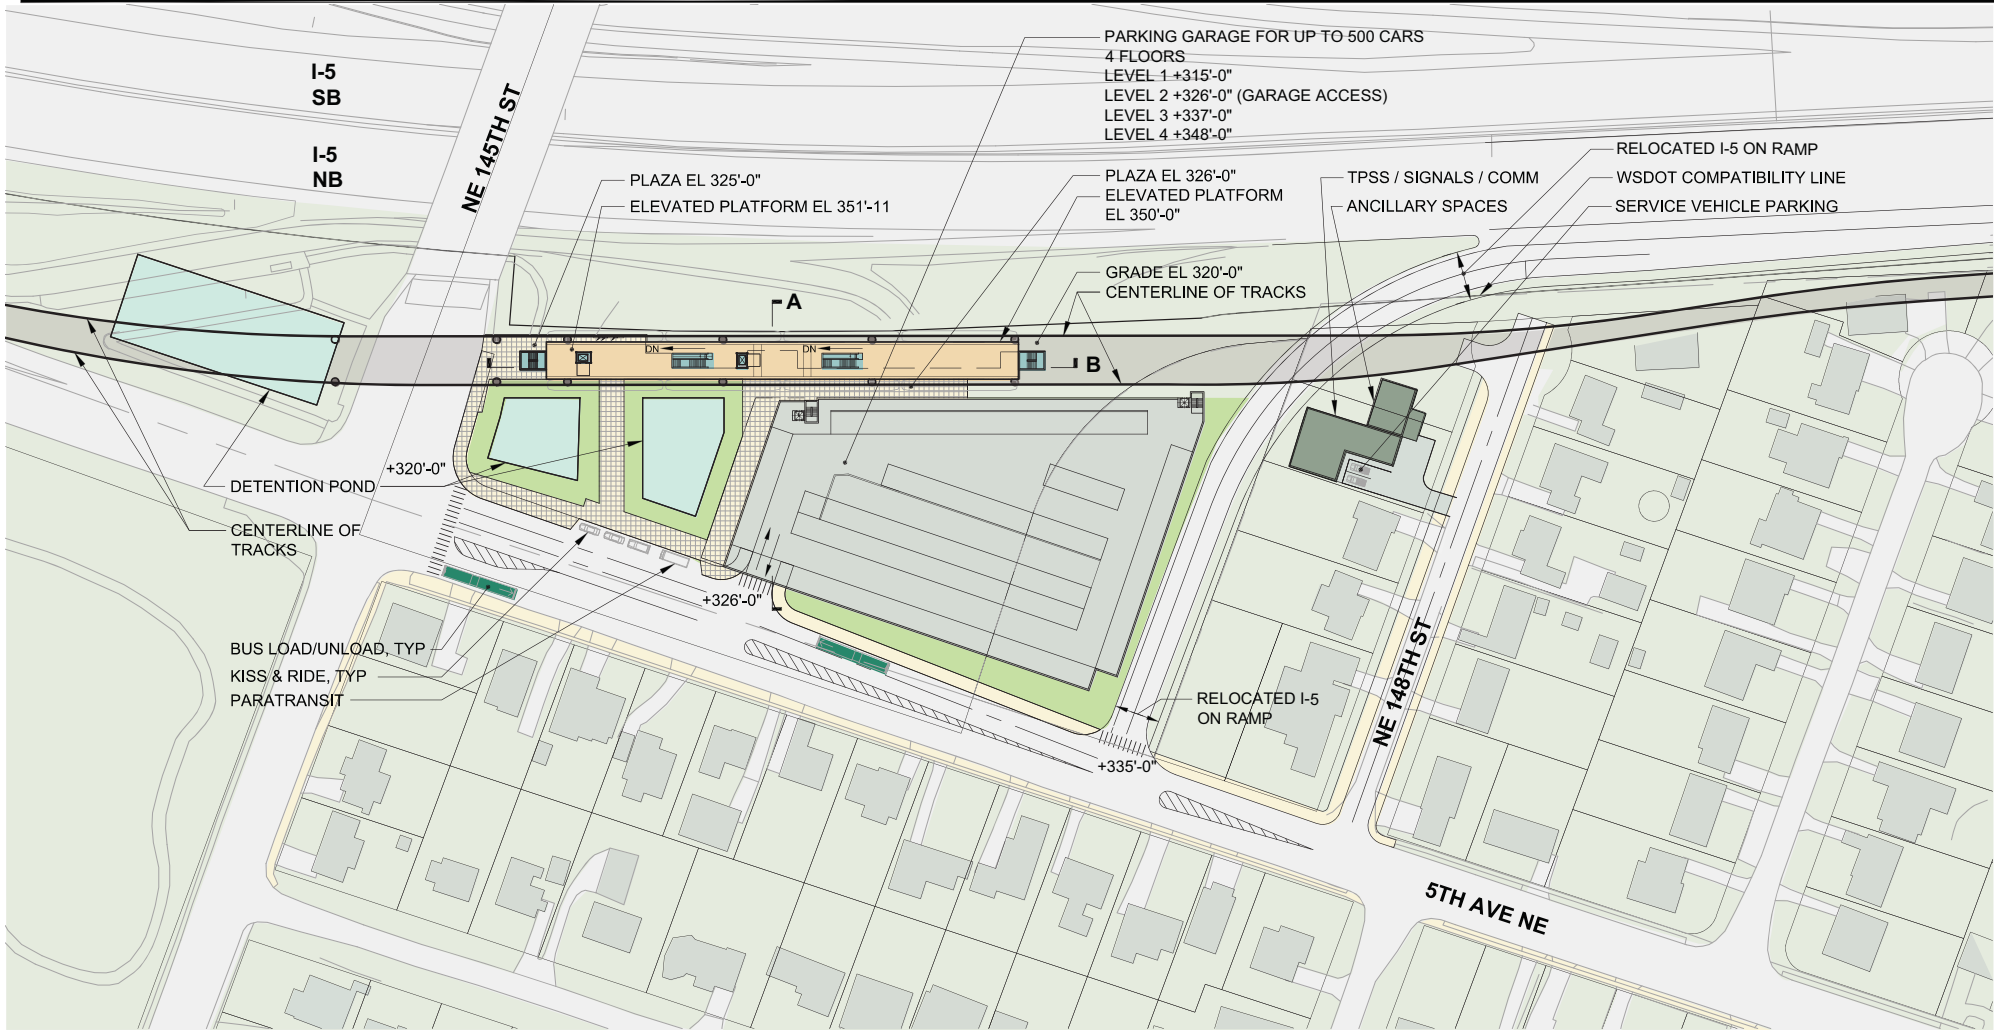 I-5
SB
I-5
NB
NE 145TH ST
PARKING GARAGE FOR UP TO 500 CARS
4 FLOORS
LEVEL 1 +315'-0"
LEVEL 2 +326'-0" (GARAGE ACCESS)
LEVEL 3 +337'-0"
LEVEL 4 +348'-0"
PLAZA EL 325'-0"
ELEVATED PLATFORM EL 351'-11
PLAZA EL 326'-0"
ELEVATED PLATFORM
EL 350'-0"
TPSS / SIGNALS / COMM
ANCILLARY SPACES
RELOCATED I-5 ON RAMP
WSDOT COMPATIBILITY LINE
SERVICE VEHICLE PARKING
GRADE EL 320'-0"
CENTERLINE OF TRACKS
A
DN
DN
B
+320'-0"
DETENTION POND
CENTERLINE OF
TRACKS
+326'-0"
BUS LOAD/UNLOAD, TYP
KISS & RIDE, TYP
PARATRANSIT
RELOCATED I-5
ON RAMP
+335'-0"
NE 148TH ST
5TH AVE NE